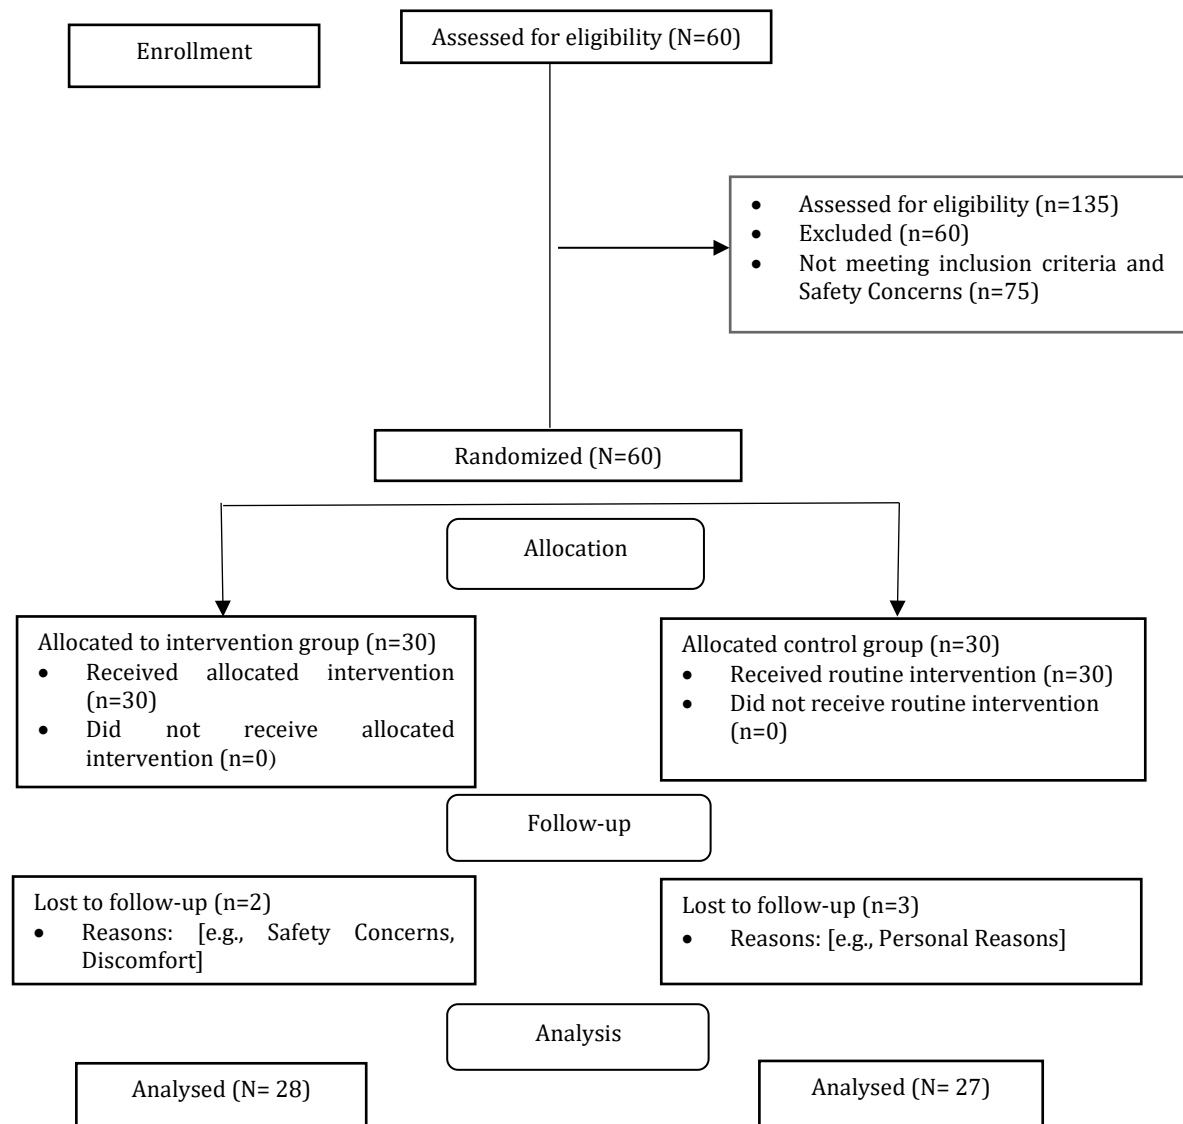 Enrollment
Assessed for eligibility (N=60)
• Assessed for eligibility (n=135)
• Excluded (n=60)
• Not meeting inclusion criteria and
Safety Concerns (n=75)
Randomized (N=60)
Allocation
Allocated to intervention group (n=30)
• Received allocated intervention
(n=30)
• Did not receive allocated
intervention (n=0)
Allocated control group (n=30)
• Received routine intervention (n=30)
• Did not receive routine intervention
(n=0)
Follow-up
Lost to follow-up (n=2)
• Reasons: [e.g., Safety Concerns,
Discomfort]
Lost to follow-up (n=3)
• Reasons: [e.g., Personal Reasons]
Analysis
Analysed (N= 28)
Analysed (N= 27)